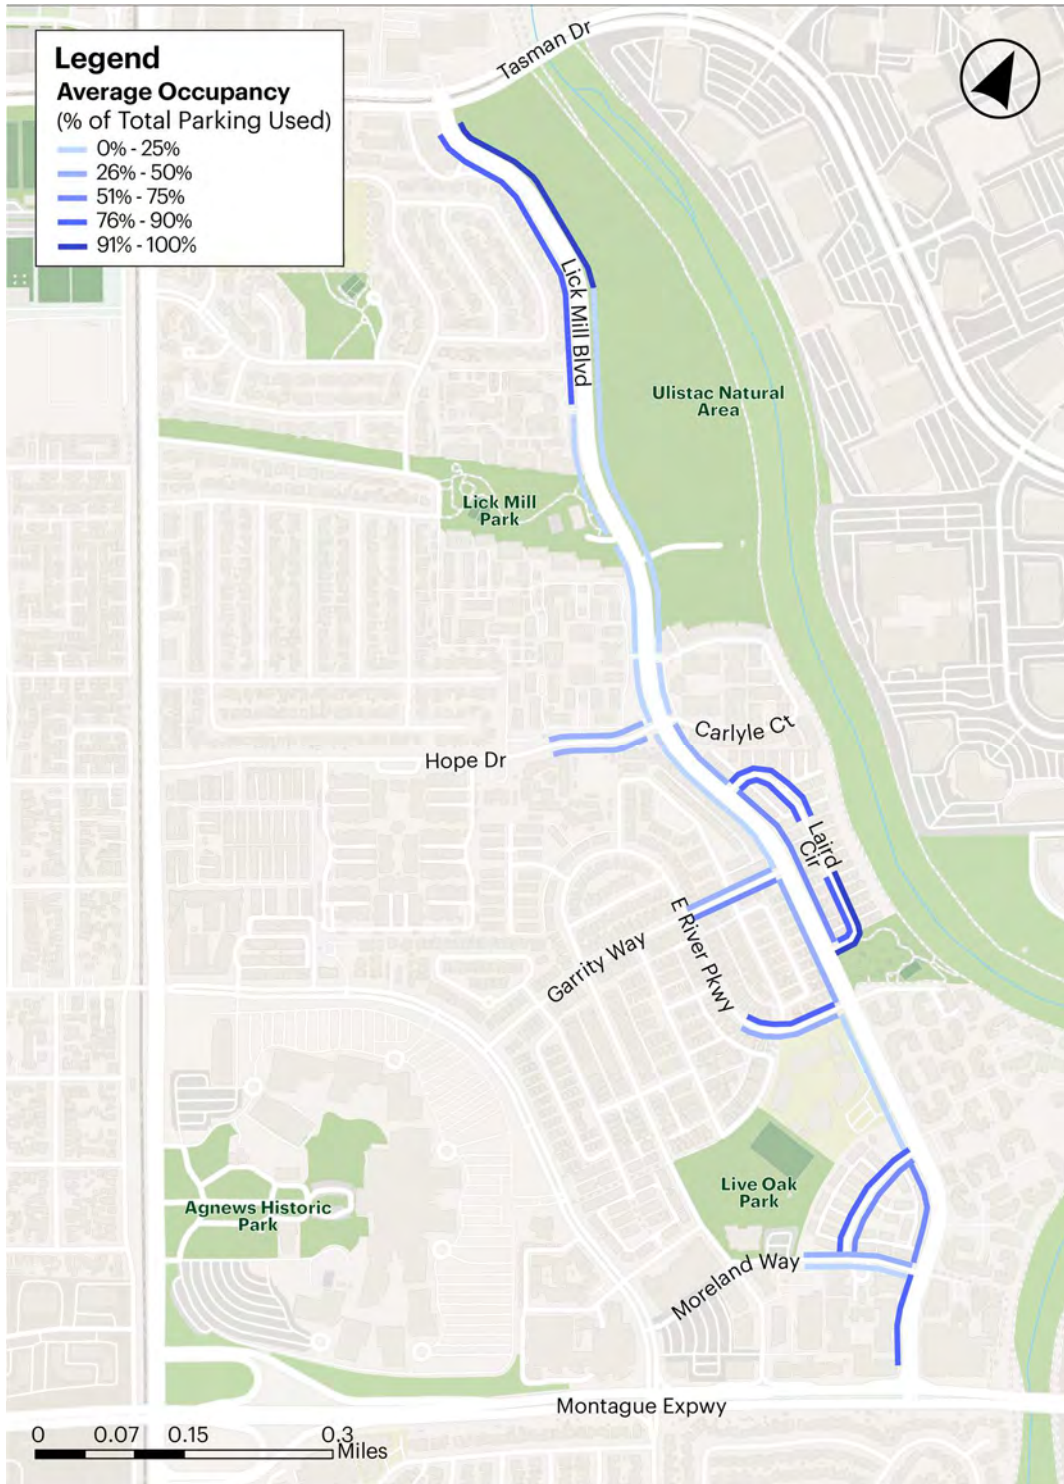 Legend
Average Occupancy
(% of Total Parking Used)
0% - 25%
26% - 50%
51% - 75%
76% - 90%
91% - 100%
Tasman Dr
Lick Mill Blvd
Ulistac Natural
Area
Lick Mill
Park
Carlyle Ct
Hope Dr
Laird
Cir
E River Pkwy
Garrity Way
Live Oak
Park
Agnews Historic
Park
Moreland Way
Montague Expwy
0 0.07 0.15 0.3
Miles